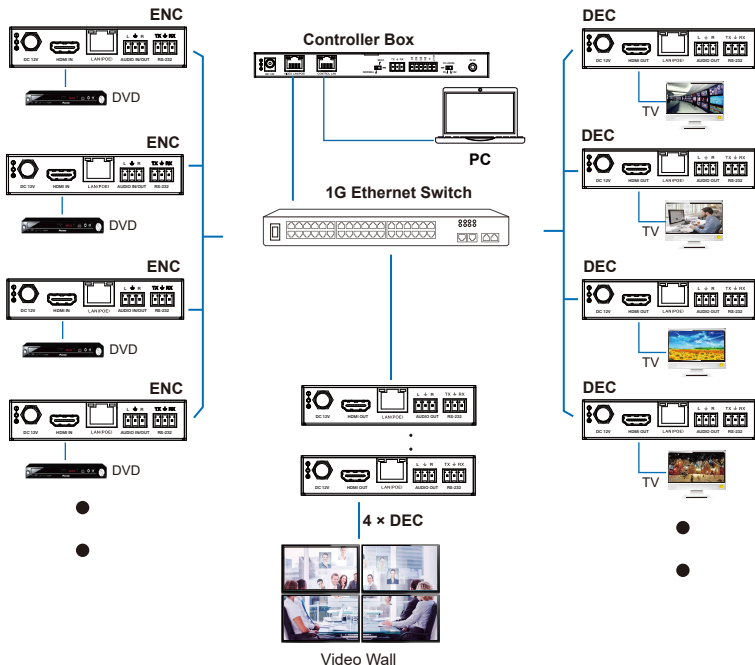 ENC
L R TX RX
DC 12V HDMI IN LAN(POE) AUDIO IN/OUT RS-232
DVD
ENC
L R TX RX
DC 12V HDMI IN LAN(POE) AUDIO IN/OUT RS-232
DVD
ENC
L R TX RX
DC 12V HDMI IN LAN(POE) AUDIO IN/OUT RS-232
DVD
ENC
L R TX RX
DC 12V HDMI IN LAN(POE) AUDIO IN/OUT RS-232
DVD
Controller Box
VIDEO LAN(POE) CONTROL LAN
PC
1G Ethernet Switch
L R TX RX
DC 12V HDMI OUT LAN(POE) AUDIO OUT RS-232
L R TX RX
DC 12V HDMI OUT LAN(POE) AUDIO OUT RS-232
4 × DEC
Video Wall
DEC
L R TX RX
DC 12V HDMI OUT LAN(POE) AUDIO OUT RS-232
TV
DEC
L R TX RX
DC 12V HDMI OUT LAN(POE) AUDIO OUT RS-232
TV
DEC
L R TX RX
DC 12V HDMI OUT LAN(POE) AUDIO OUT RS-232
TV
DEC
L R TX RX
DC 12V HDMI OUT LAN(POE) AUDIO OUT RS-232
TV